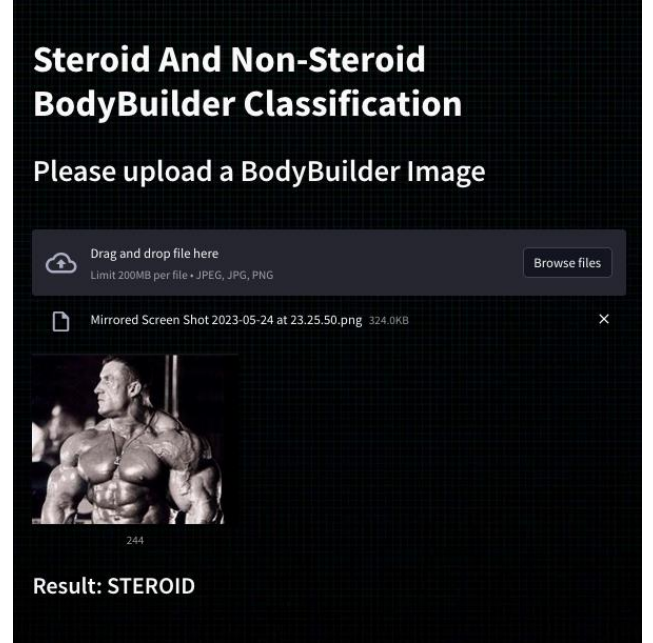 Steroid And Non-Steroid
BodyBuilder Classification
Please upload a BodyBuilder Image
Drag and drop file here
Limit 200MB per file • JPEG, JPG, PNG
Browse files
Mirrored Screen Shot 2023-05-24 at 23.25.50.png 324.0KB
244
Result: STEROID